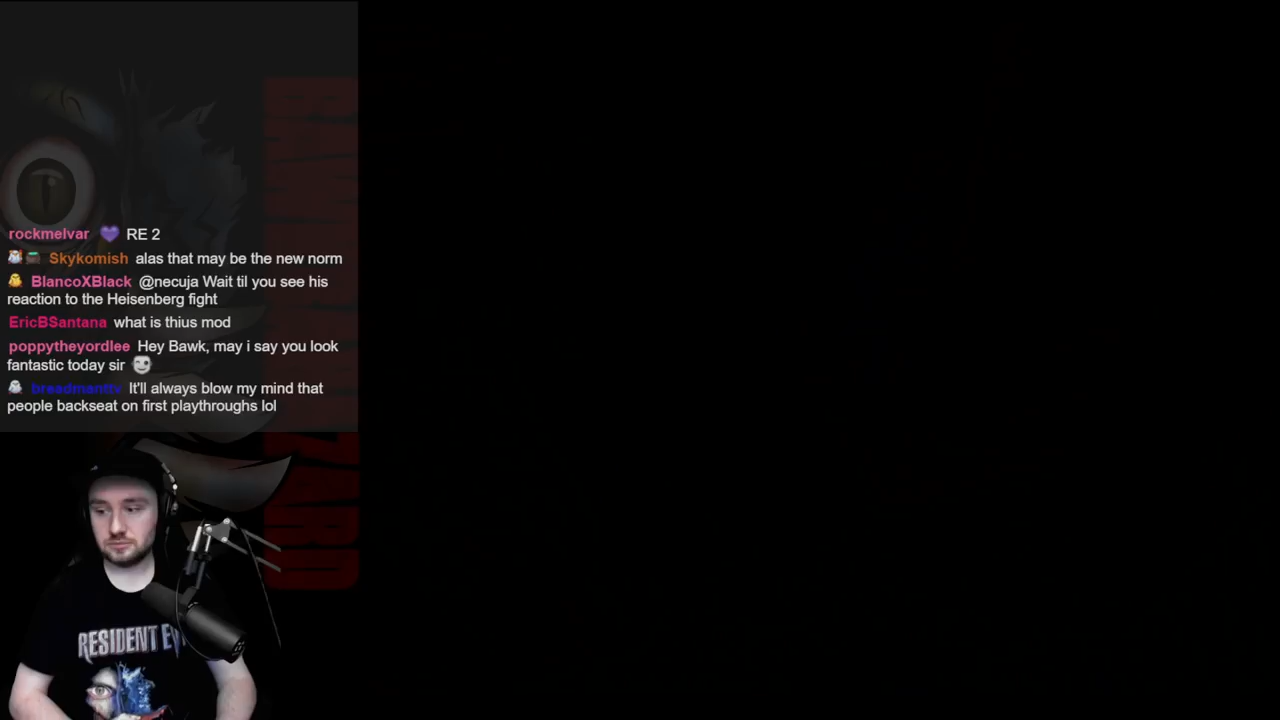 rockmelvar RE 2
Skykomish alas that may be the new norm
BlancoXBlack @necuja Wait til you see his
reaction to the Heisenberg fight
EricBSantana what is thius mod
poppytheyordlee Hey Bawk, may i say you look
fantastic today sir
breadmanttv It'll always blow my mind that
people backseat on first playthroughs lol
RESIDENT EV